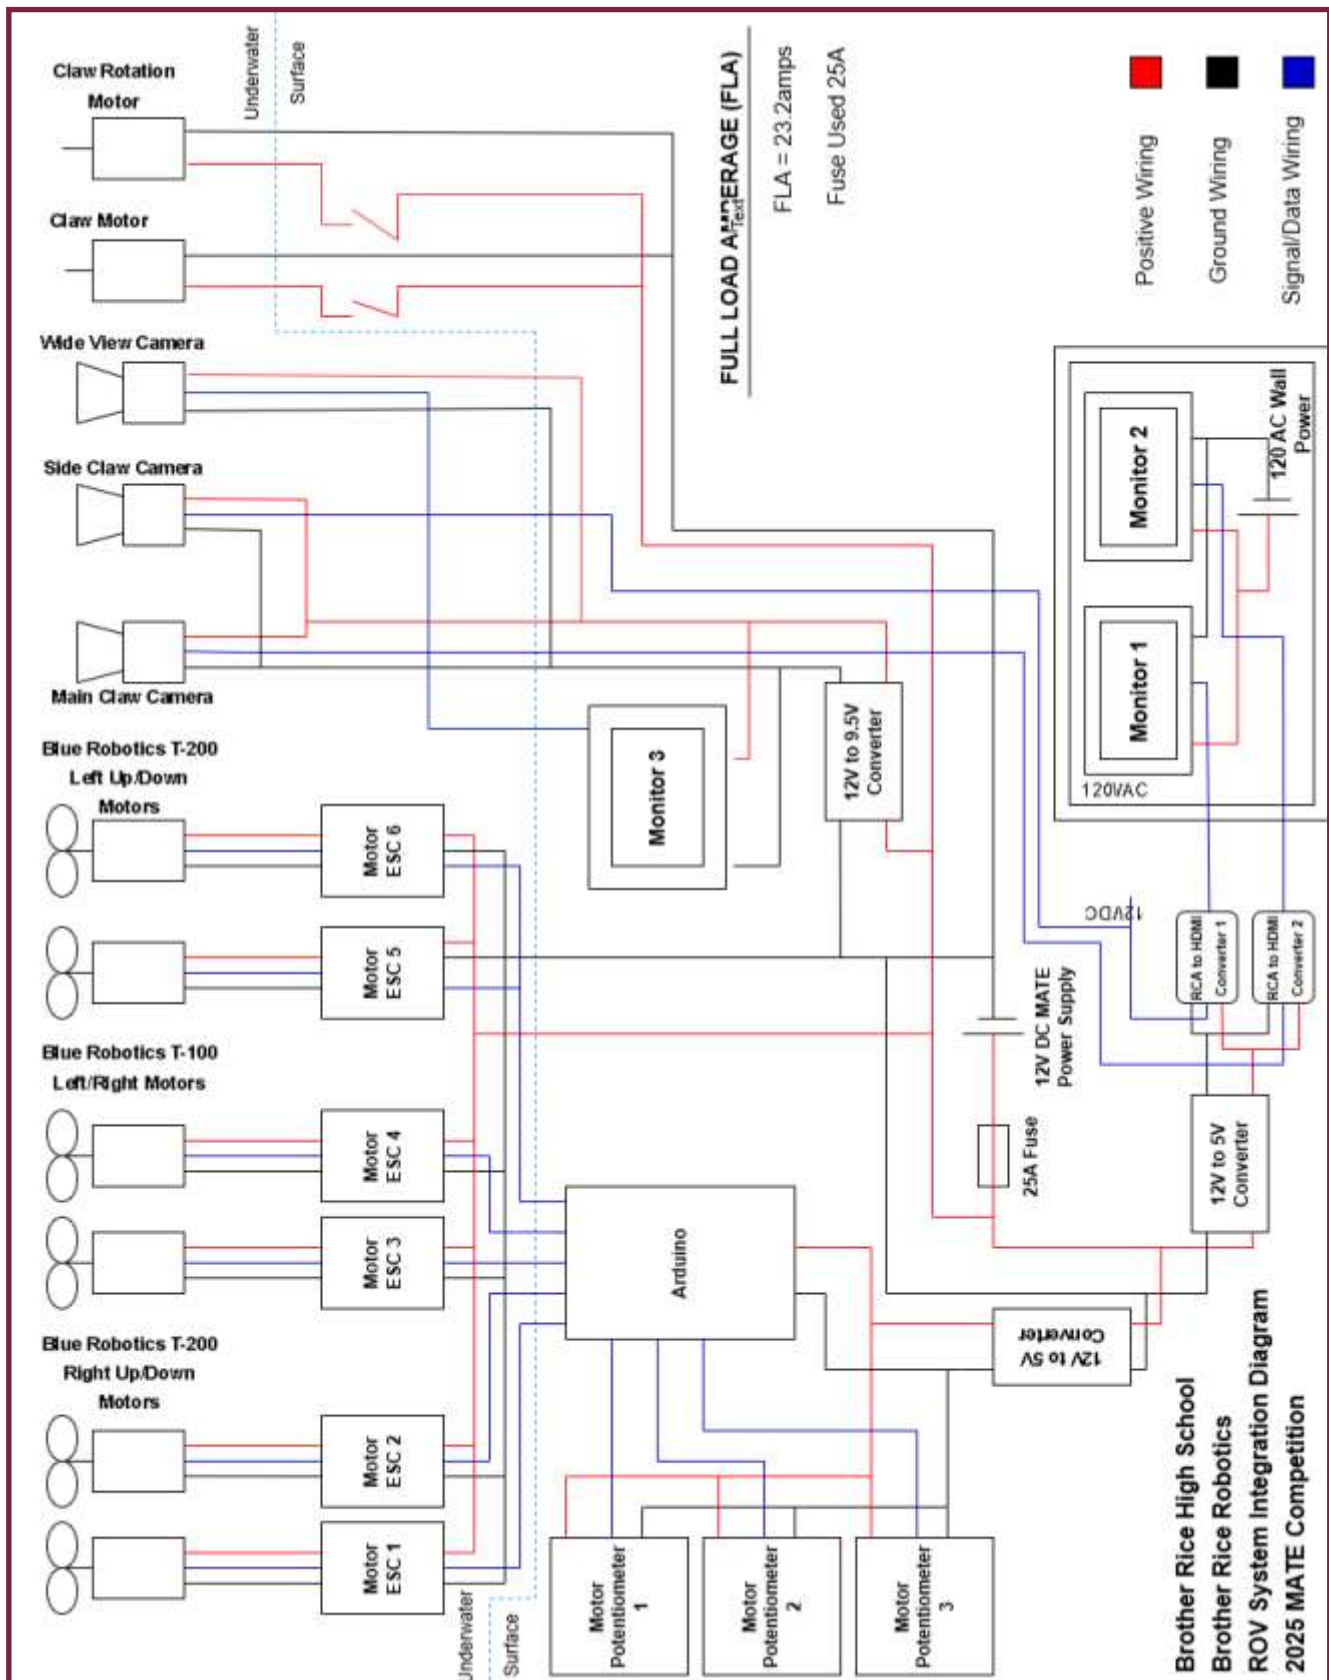 Claw Rotation
Motor
Underwater
Surface
Claw Motor
Wide View Camera
Side Claw Camera
Main Claw Camera
Blue Robotics T-200
Left Up/Down
Motors
Motor
ESC 6
Motor
ESC 5
Blue Robotics T-100
Left/Right Motors
Motor
ESC 4
Motor
ESC 3
Blue Robotics T-200
Right Up/Down
Motors
Motor
ESC 2
Motor
ESC 1
Underwater
Surface
FULL LOAD AMPERAGE (FLA)
Text
FLA = 23.2amps
Fuse Used 25A
Positive Wiring
Ground Wiring
Signal/Data Wiring
Monitor 2
120 AC Wall
Power
Monitor 1
120VAC
Monitor 3
12V to 9.5V
Converter
12VDC
RCA to HDMI
Converter 1
RCA to HDMI
Converter 2
12V DC MATE
Power Supply
25A Fuse
12V to 5V
Converter
Arduino
12V to 5V
Converter
Motor
Potentiometer
1
Motor
Potentiometer
2
Motor
Potentiometer
3
Brother Rice High School
Brother Rice Robotics
ROV System Integration Diagram
2025 MATE Competition